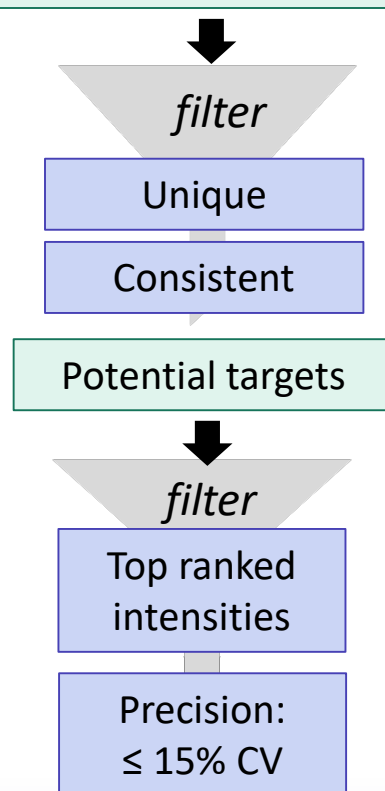 filter
Unique
Consistent
Potential targets
filter
Top ranked
intensities
Precision:
≤ 15% CV